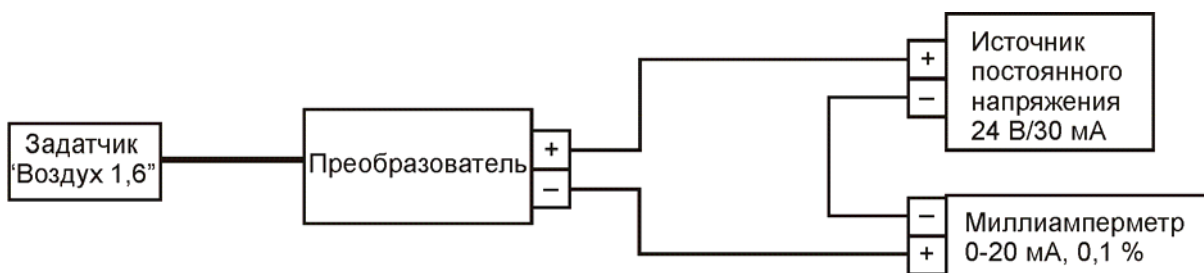 Задатчик
“Воздух 1,6”
Преобразователь
+
–
+
–
Источник
постоянного
напряжения
24 В/30 мА
–
+
Миллиамперметр
0-20 мА, 0,1 %